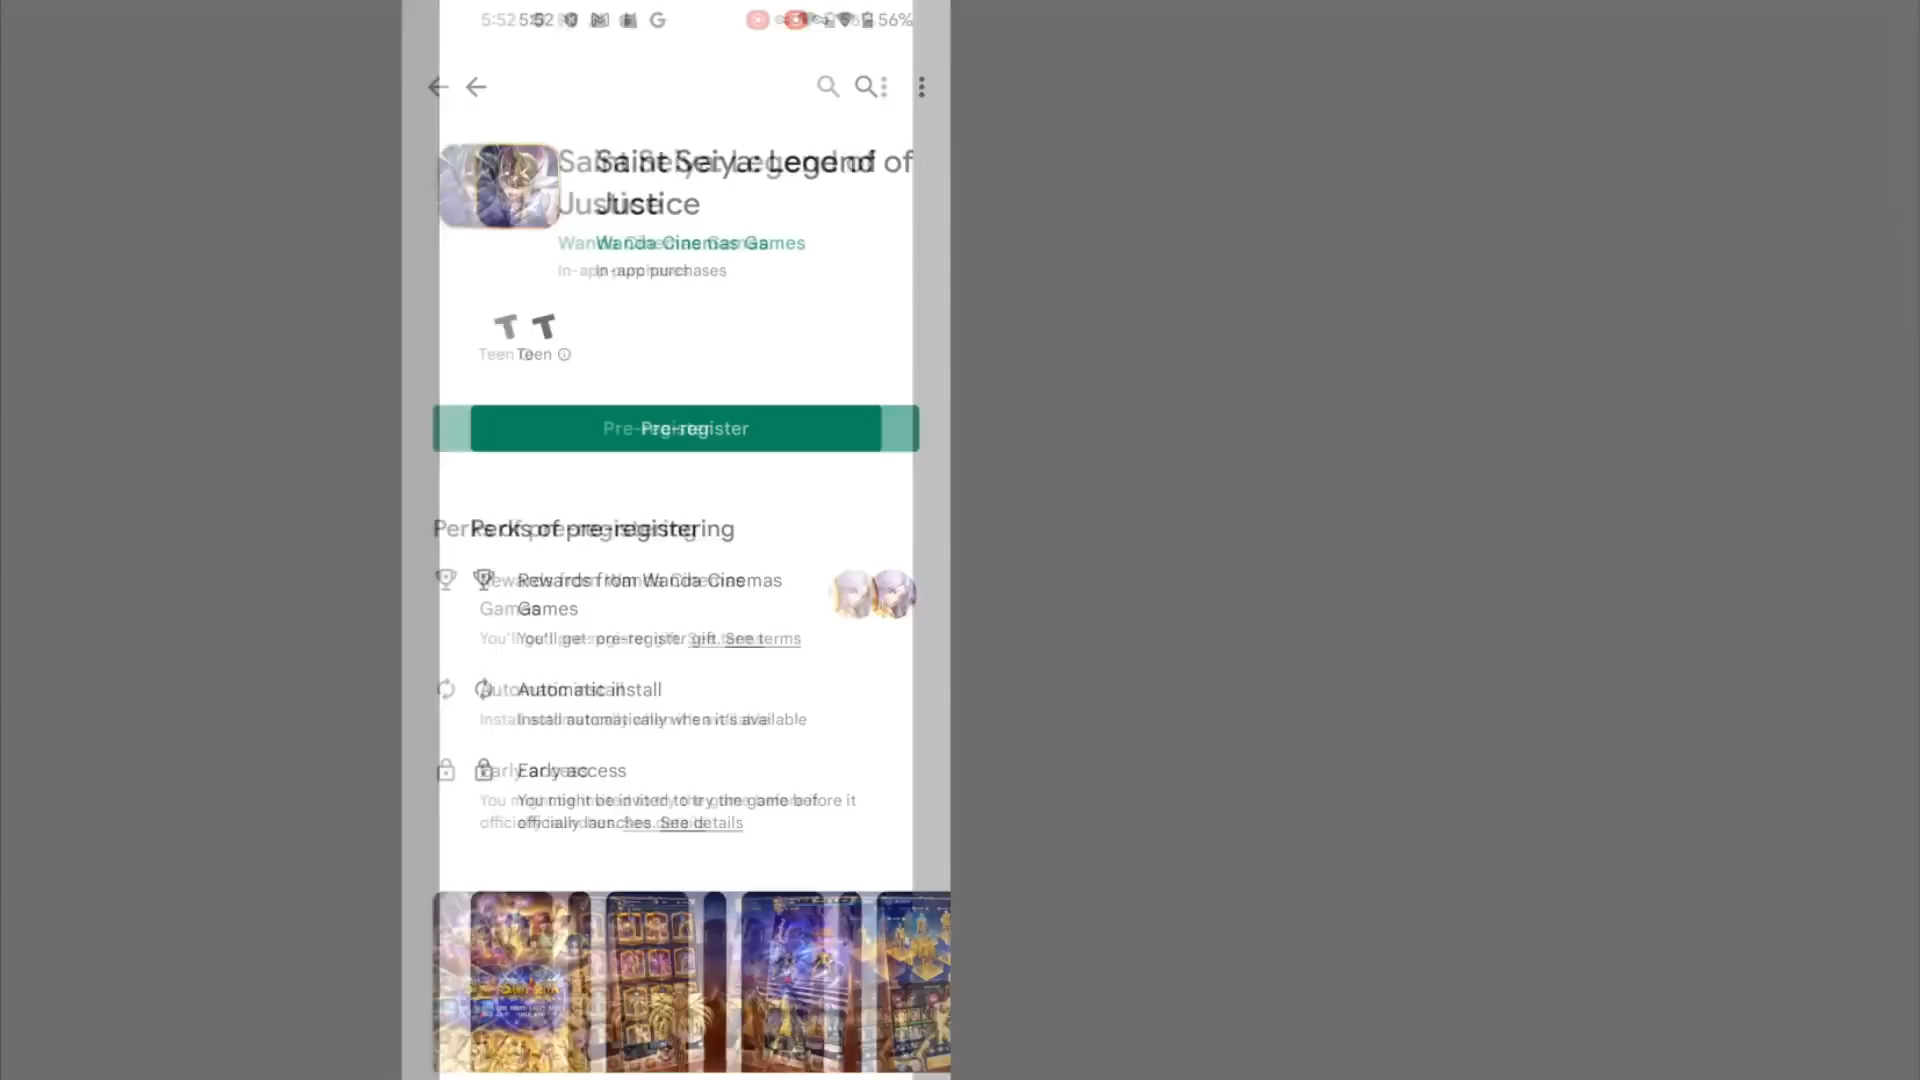 5:52
56%
Saint Seiya: Legend of
Justice
Wanda Cinemas Games
In-app purchases
T
Teen
Pre-register
Perks of pre-registering
Rewards from Wanda Cinemas
Games
You'll get: pre-register gift. See terms
Automatic install
Install automatically when it's available
Early access
You might be invited to try the game before it
officially launches. See details